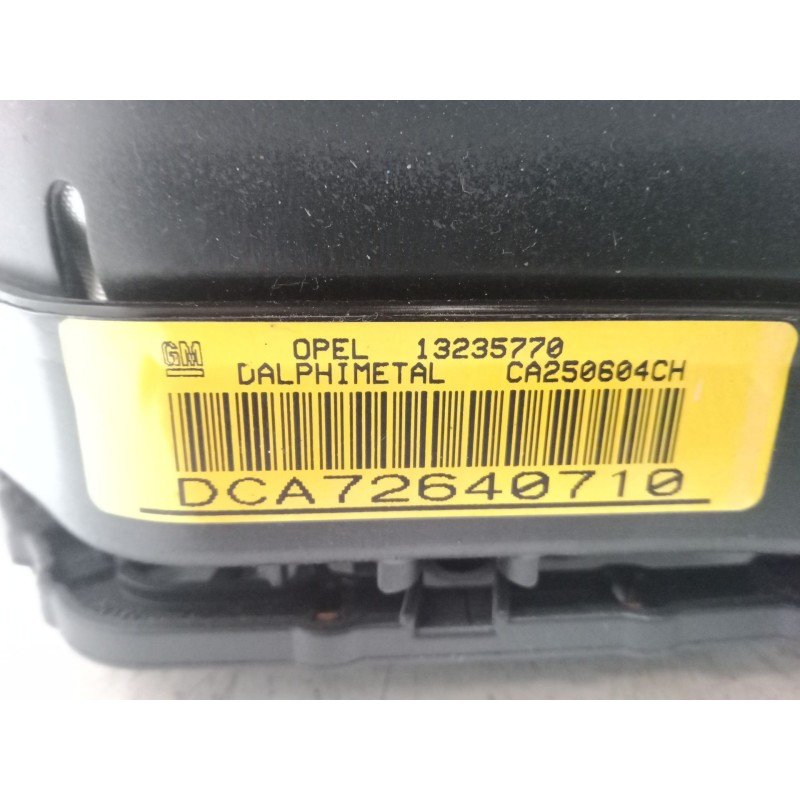 GM OPEL 13235770
DALPHIMETAL CA250604CH
DCA72640710